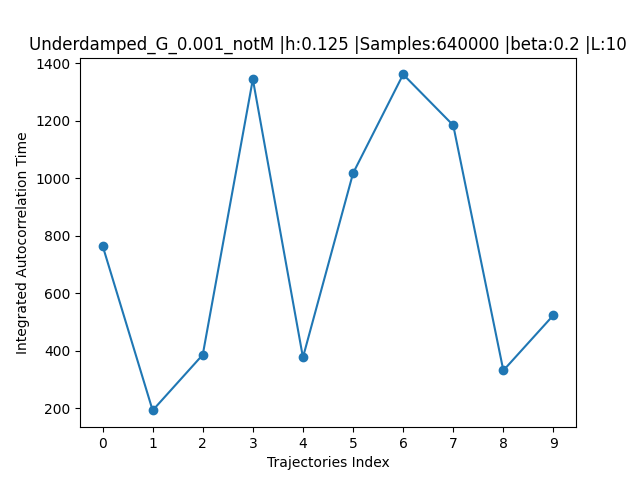 Underdamped_G_0.001_notM |h:0.125 |Samples:640000 |beta:0.2 |L:10
1400
1200
1000
800
600
400
200
Integrated Autocorrelation Time
0 1 2 3 4 5 6 7 8 9
Trajectories Index